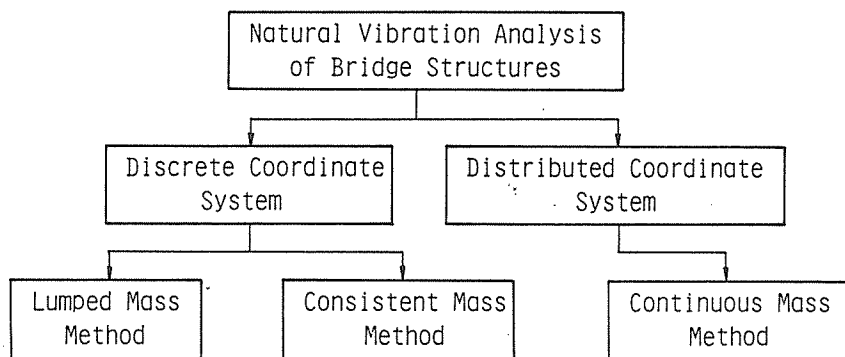 Natural Vibration Analysis
of Bridge Structures
Discrete Coordinate
System
Distributed Coordinate
System
Lumped Mass
Method
Consistent Mass
Method
Continuous Mass
Method